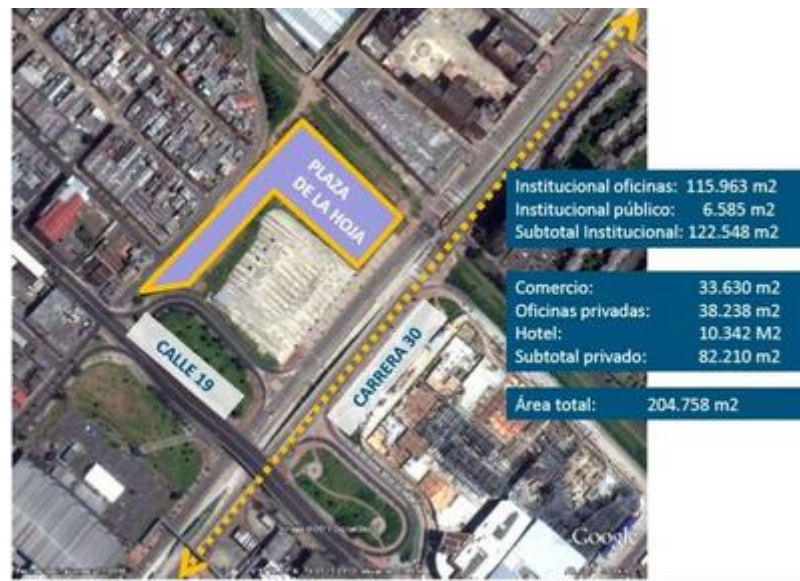 PLAZA
DE LA HOJA
Institucional oficinas: 115.963 m2
Institucional público: 6.585 m2
Subtotal Institucional: 122.548 m2
Comercio: 33.630 m2
Oficinas privadas: 38.238 m2
Hotel: 10.342 M2
Subtotal privado: 82.210 m2
Área total: 204.758 m2
CALLE 19
CARRERA 30
Google